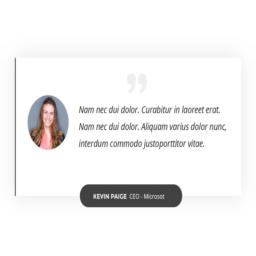 ”
Nam nec dui dolor. Curabitur in laoreet erat.
Nam nec dui dolor. Aliquam varius dolor nunc,
interdum commodo justoporttitor vitae.
KEVIN PAIGE CEO - Microsot